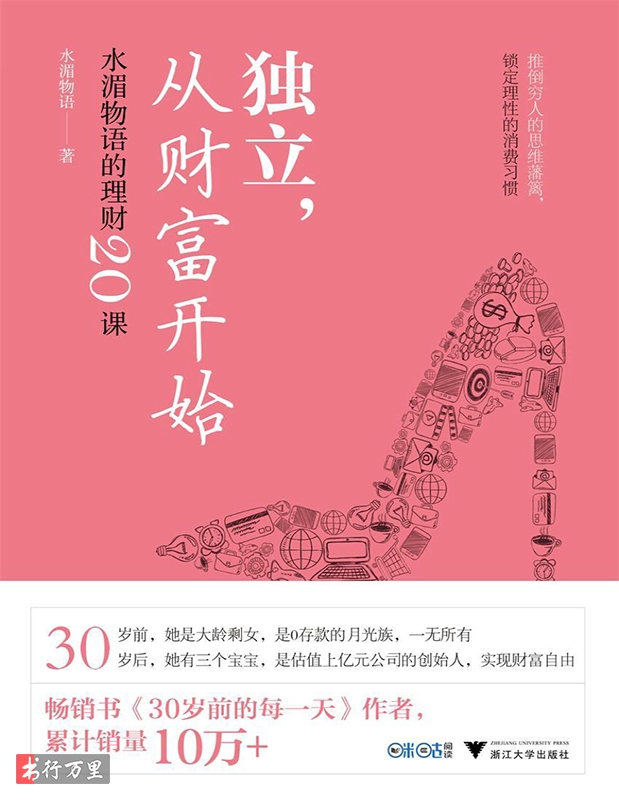 推倒穷人的思维藩篱,
锁定理性的消费习惯
独立,
从财富开始
水湄物语的理财20课
水湄物语——著
30岁前,她是大龄剩女,是0存款的月光族,一无所有
岁后,她有三个宝宝,是估值上亿元公司的创始人,实现财富自由
畅销书《30岁前的每一天》作者,
累计销量10万+
咪咕阅读
ZHEJIANG UNIVERSITY PRESS
浙江大学出版社
书行万里